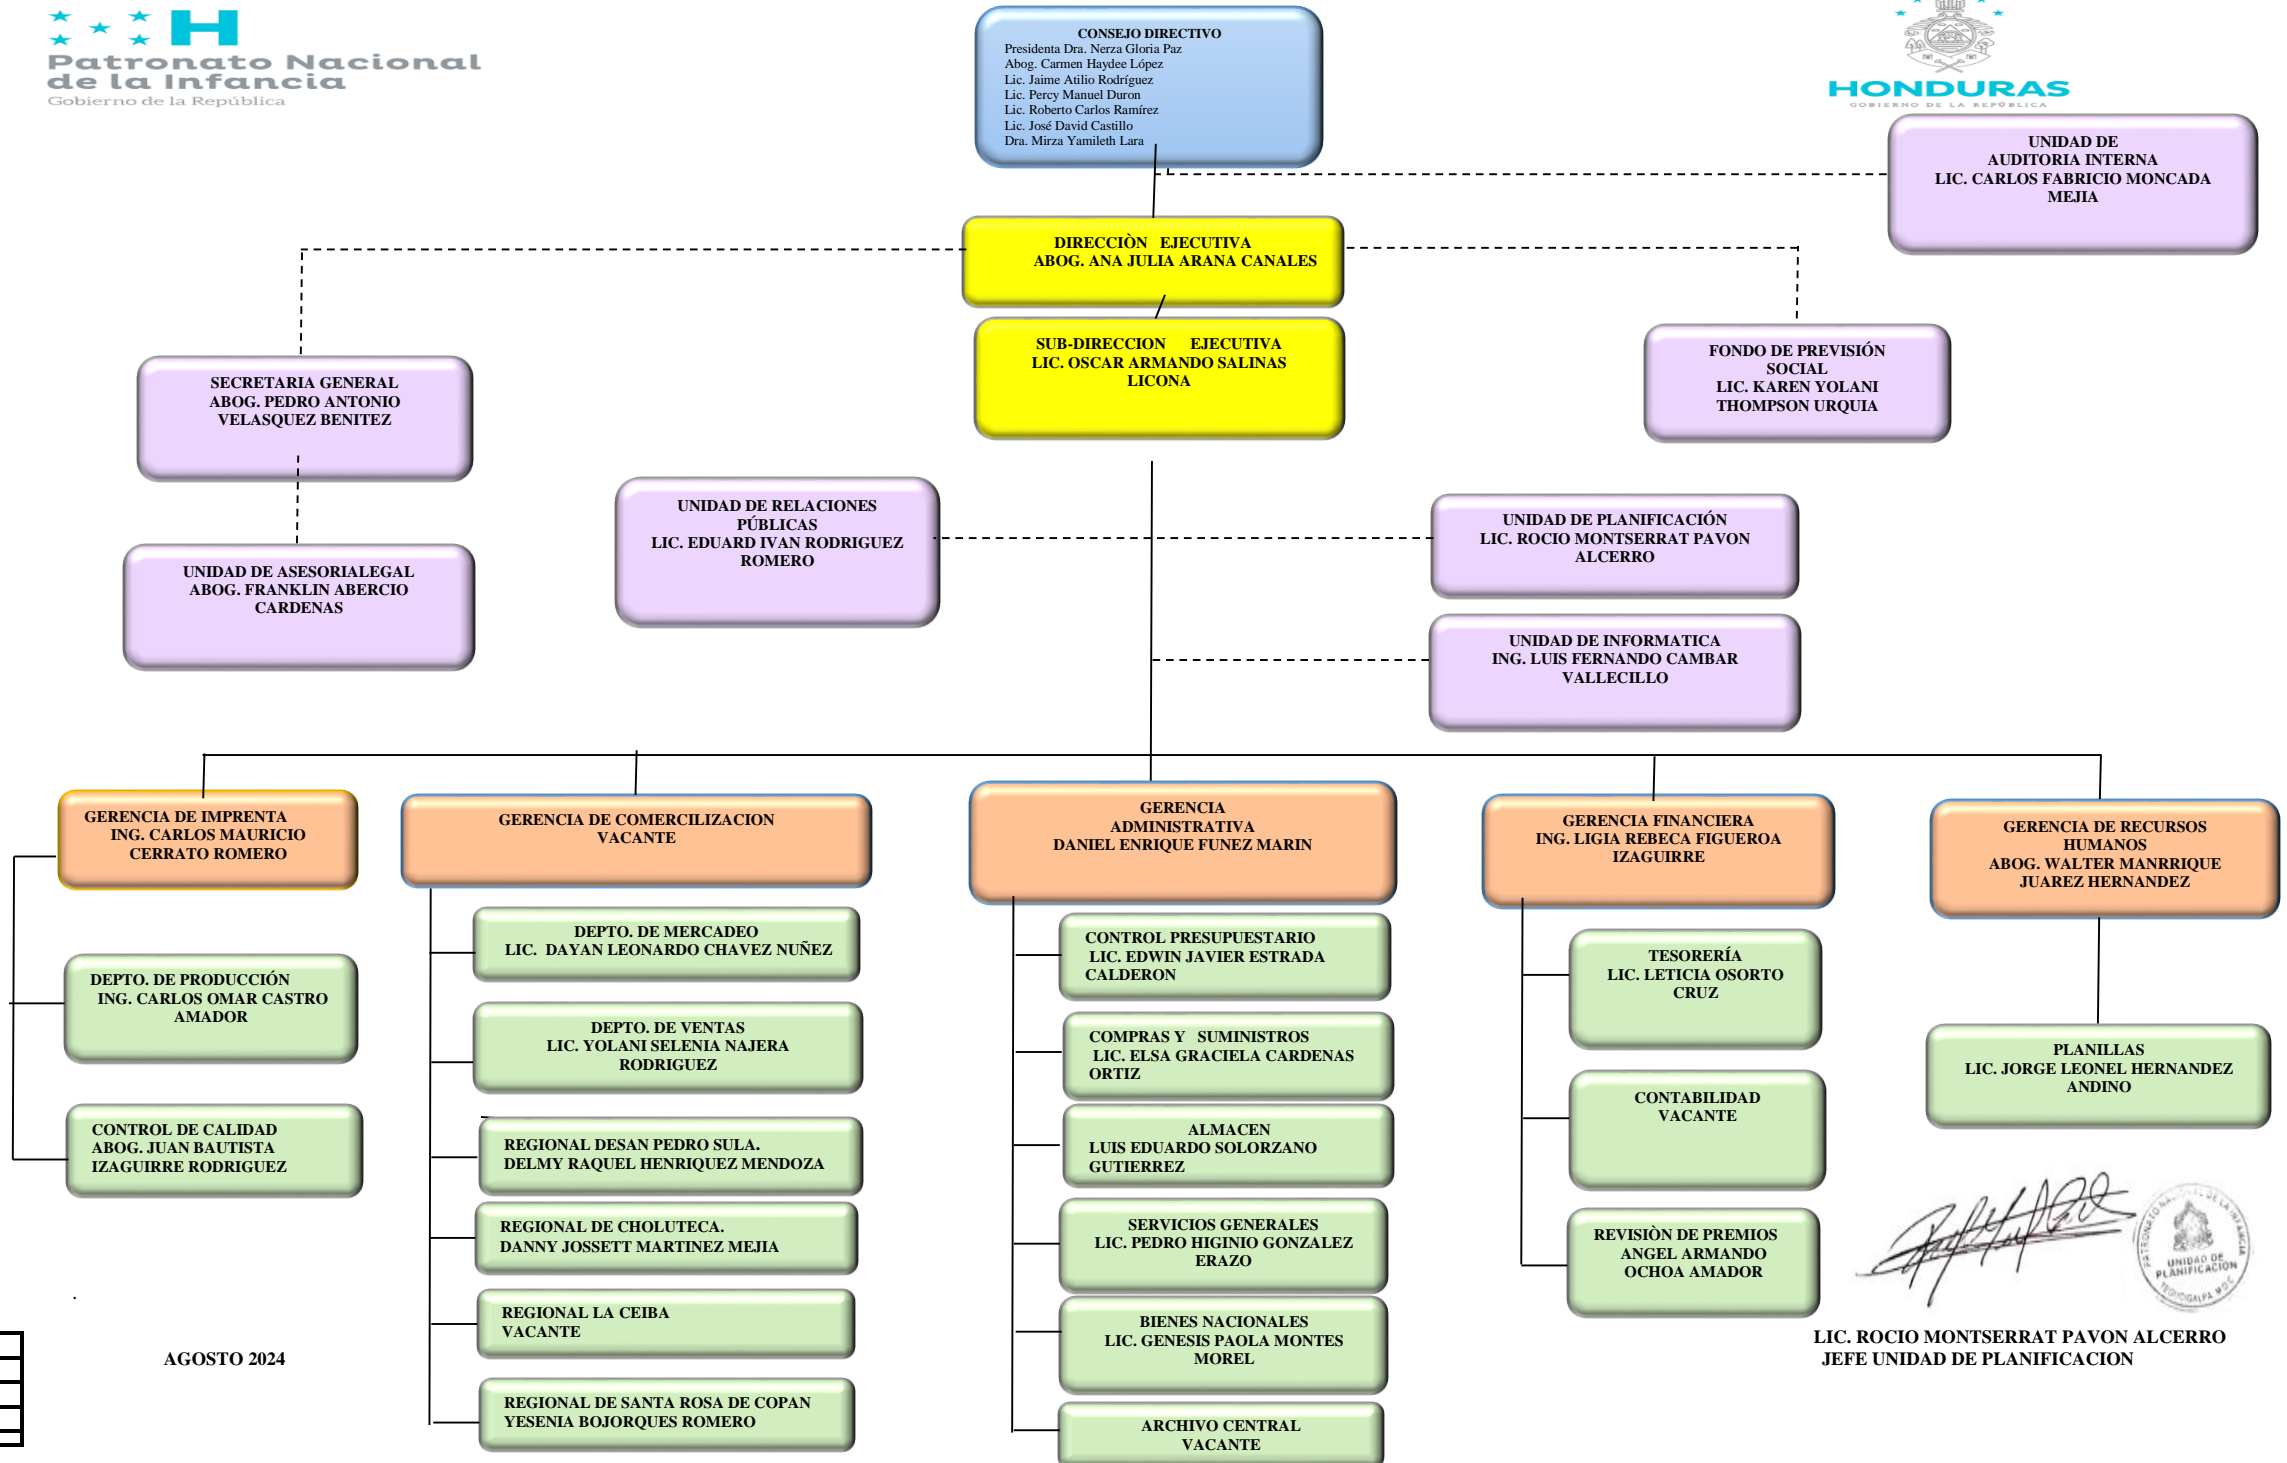 Patronato Nacional
de la Infancia
Gobierno de la República
HONDURAS
GOBIERNO DE LA REPÚBLICA
CONSEJO DIRECTIVO
Presidenta Dra. Nerza Gloria Paz
Abog. Carmen Haydee López
Lic. Jaime Atilio Rodríguez
Lic. Percy Manuel Duron
Lic. Roberto Carlos Ramírez
Lic. José David Castillo
Dra. Mirza Yamileth Lara
UNIDAD DE
AUDITORIA INTERNA
LIC. CARLOS FABRICIO MONCADA
MEJIA
DIRECCIÒN EJECUTIVA
ABOG. ANA JULIA ARANA CANALES
SUB-DIRECCION EJECUTIVA
LIC. OSCAR ARMANDO SALINAS
LICONA
SECRETARIA GENERAL
ABOG. PEDRO ANTONIO
VELASQUEZ BENITEZ
FONDO DE PREVISIÓN
SOCIAL
LIC. KAREN YOLANI
THOMPSON URQUIA
UNIDAD DE ASESORIALEGAL
ABOG. FRANKLIN ABERCIO
CARDENAS
UNIDAD DE RELACIONES
PÚBLICAS
LIC. EDUARD IVAN RODRIGUEZ
ROMERO
UNIDAD DE PLANIFICACIÓN
LIC. ROCIO MONTSERRAT PAVON
ALCERRO
UNIDAD DE INFORMATICA
ING. LUIS FERNANDO CAMBAR
VALLECILLO
GERENCIA DE IMPRENTA
ING. CARLOS MAURICIO
CERRATO ROMERO
DEPTO. DE PRODUCCIÓN
ING. CARLOS OMAR CASTRO
AMADOR
CONTROL DE CALIDAD
ABOG. JUAN BAUTISTA
IZAGUIRRE RODRIGUEZ
GERENCIA DE COMERCILIZACION
VACANTE
DEPTO. DE MERCADEO
LIC. DAYAN LEONARDO CHAVEZ NUÑEZ
DEPTO. DE VENTAS
LIC. YOLANI SELENIA NAJERA
RODRIGUEZ
REGIONAL DESAN PEDRO SULA.
DELMY RAQUEL HENRIQUEZ MENDOZA
REGIONAL DE CHOLUTECA.
DANNY JOSSETT MARTINEZ MEJIA
REGIONAL LA CEIBA
VACANTE
REGIONAL DE SANTA ROSA DE COPAN
YESENIA BOJORQUES ROMERO
GERENCIA
ADMINISTRATIVA
DANIEL ENRIQUE FUNEZ MARIN
CONTROL PRESUPUESTARIO
LIC. EDWIN JAVIER ESTRADA
CALDERON
COMPRAS Y SUMINISTROS
LIC. ELSA GRACIELA CARDENAS
ORTIZ
ALMACEN
LUIS EDUARDO SOLORZANO
GUTIERREZ
SERVICIOS GENERALES
LIC. PEDRO HIGINIO GONZALEZ
ERAZO
BIENES NACIONALES
LIC. GENESIS PAOLA MONTES
MOREL
ARCHIVO CENTRAL
VACANTE
GERENCIA FINANCIERA
ING. LIGIA REBECA FIGUEROA
IZAGUIRRE
TESORERÍA
LIC. LETICIA OSORTO
CRUZ
CONTABILIDAD
VACANTE
REVISIÒN DE PREMIOS
ANGEL ARMANDO
OCHOA AMADOR
GERENCIA DE RECURSOS
HUMANOS
ABOG. WALTER MANRRIQUE
JUAREZ HERNANDEZ
PLANILLAS
LIC. JORGE LEONEL HERNANDEZ
ANDINO
PATRONATO NACIONAL DE LA INFANCIA
UNIDAD DE
PLANIFICACION
TEGUCIGALPA M D C
LIC. ROCIO MONTSERRAT PAVON ALCERRO
JEFE UNIDAD DE PLANIFICACION
AGOSTO 2024